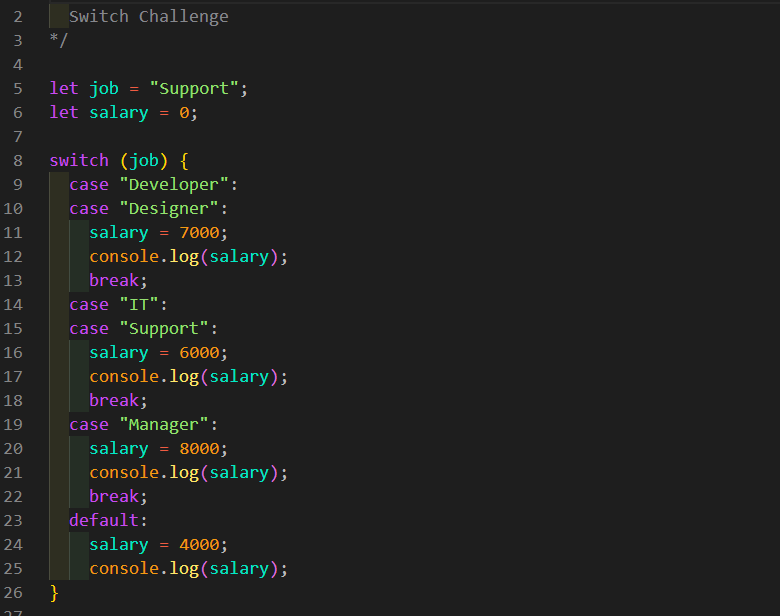 2   Switch Challenge
3 */
4
5 let job = "Support";
6 let salary = 0;
7
8 switch (job) {
9   case "Developer":
10   case "Designer":
11     salary = 7000;
12     console.log(salary);
13     break;
14   case "IT":
15   case "Support":
16     salary = 6000;
17     console.log(salary);
18     break;
19   case "Manager":
20     salary = 8000;
21     console.log(salary);
22     break;
23   default:
24     salary = 4000;
25     console.log(salary);
26 }
27